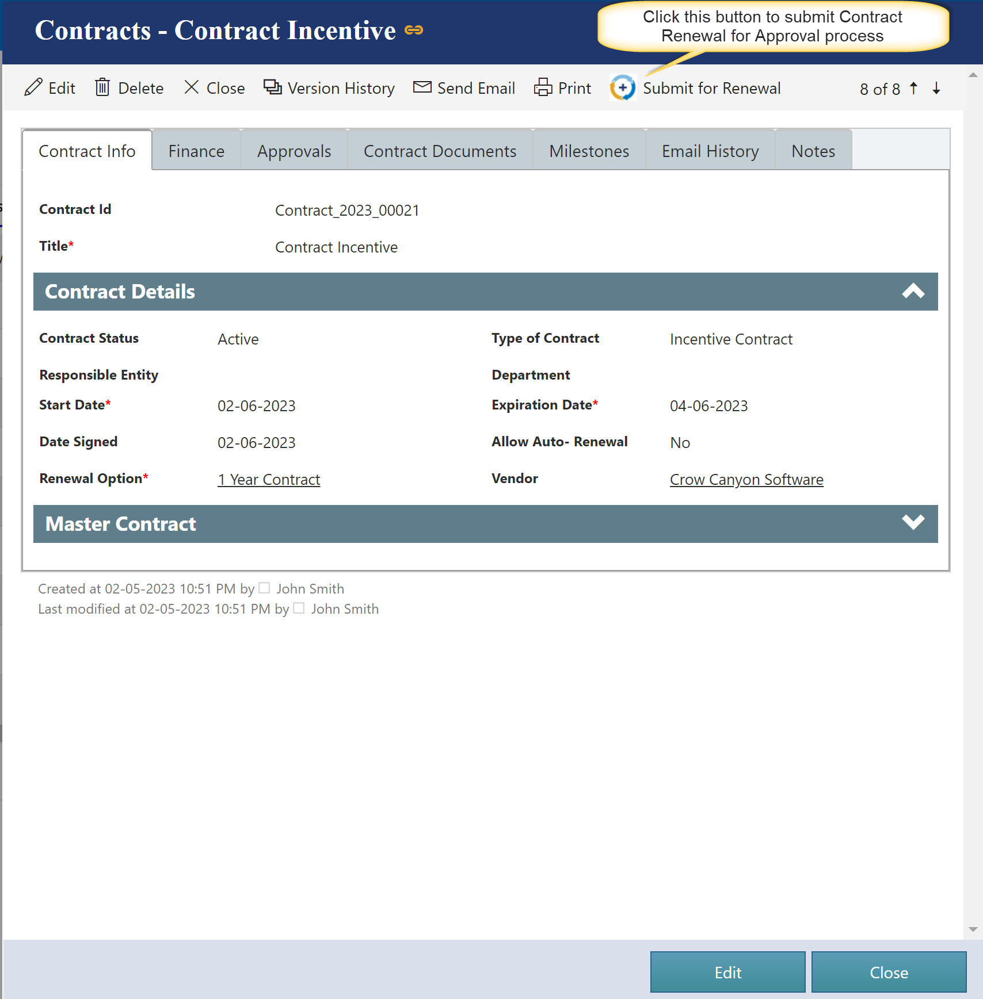 Contracts - Contract Incentive
Click this button to submit Contract
Renewal for Approval process
Edit Delete Close Version History Send Email Print Submit for Renewal 8 of 8
Contract Info Finance Approvals Contract Documents Milestones Email History Notes
Contract Id Contract_2023_00021
Title* Contract Incentive
Contract Details
Contract Status Active Type of Contract Incentive Contract
Responsible Entity Department
Start Date* 02-06-2023 Expiration Date* 04-06-2023
Date Signed 02-06-2023 Allow Auto- Renewal No
Renewal Option* 1 Year Contract Vendor Crow Canyon Software
Master Contract
Created at 02-05-2023 10:51 PM by John Smith
Last modified at 02-05-2023 10:51 PM by John Smith
Edit Close